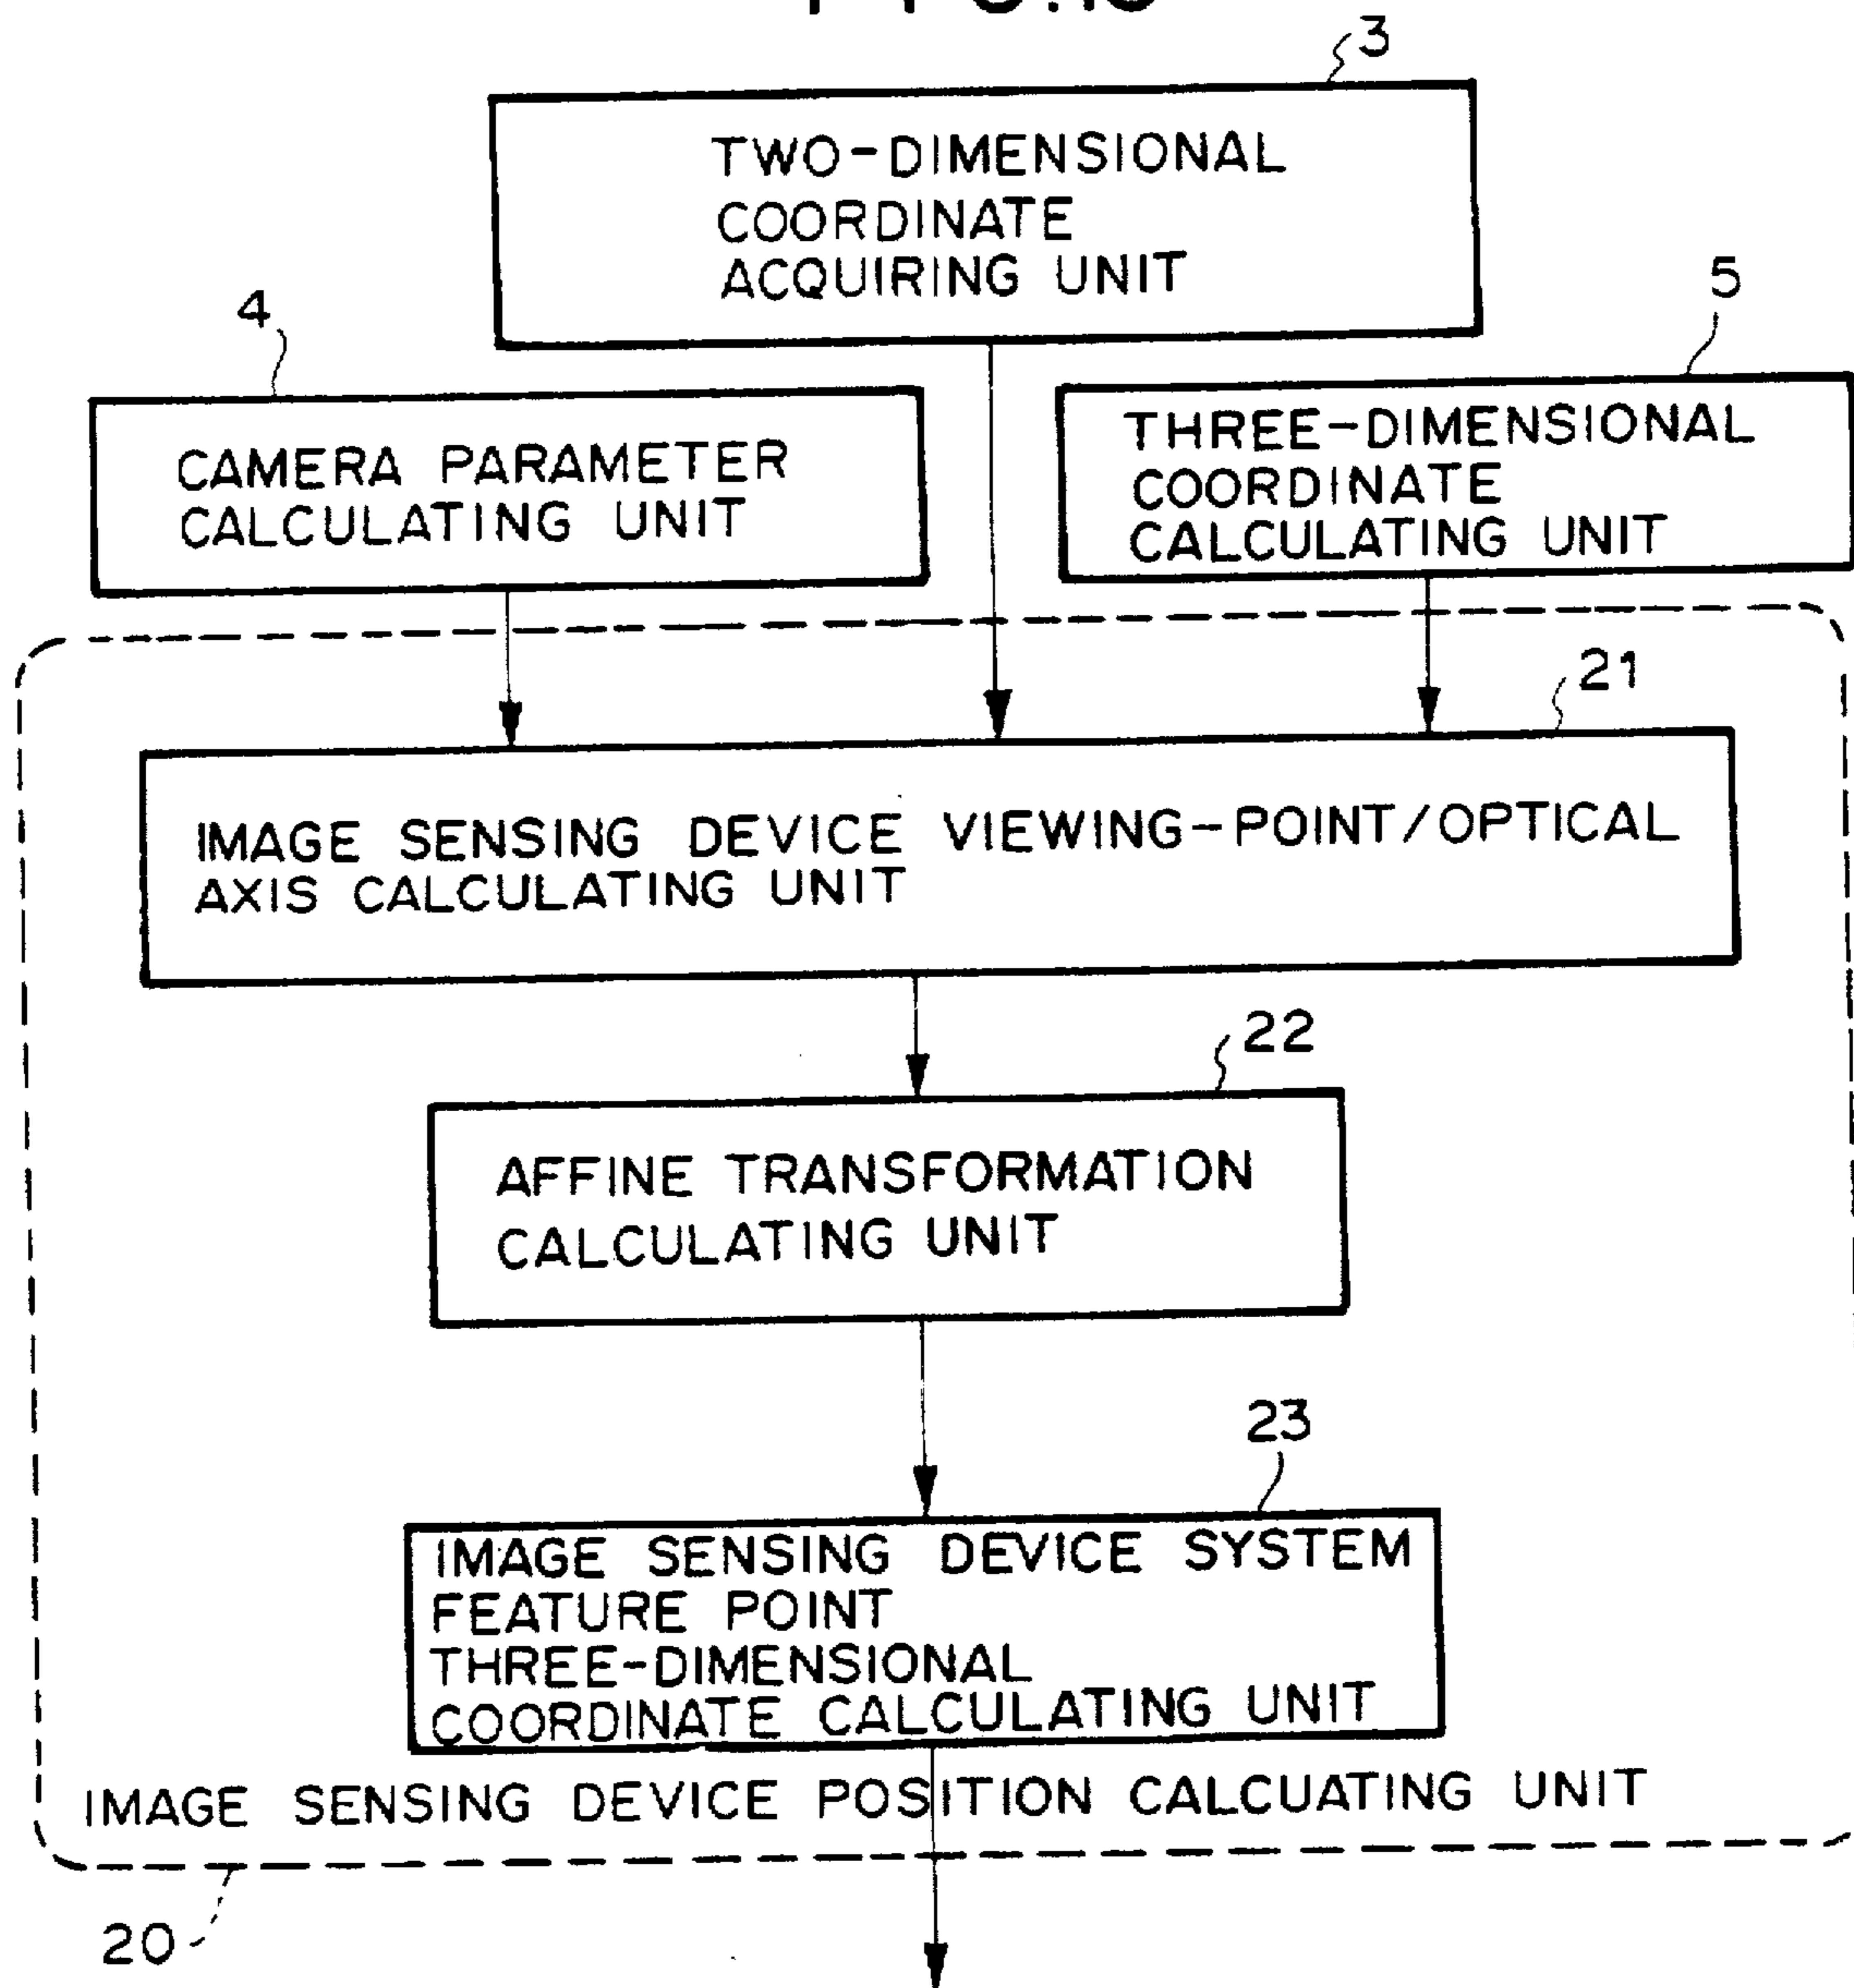 3
TWO-DIMENSIONAL
COORDINATE
ACQUIRING UNIT
4
CAMERA PARAMETER
CALCULATING UNIT
5
THREE-DIMENSIONAL
COORDINATE
CALCULATING UNIT
21
IMAGE SENSING DEVICE VIEWING-POINT/OPTICAL
AXIS CALCULATING UNIT
22
AFFINE TRANSFORMATION
CALCULATING UNIT
23
IMAGE SENSING DEVICE SYSTEM
FEATURE POINT
THREE-DIMENSIONAL
COORDINATE CALCULATING UNIT
IMAGE SENSING DEVICE POSITION CALCUATING UNIT
20